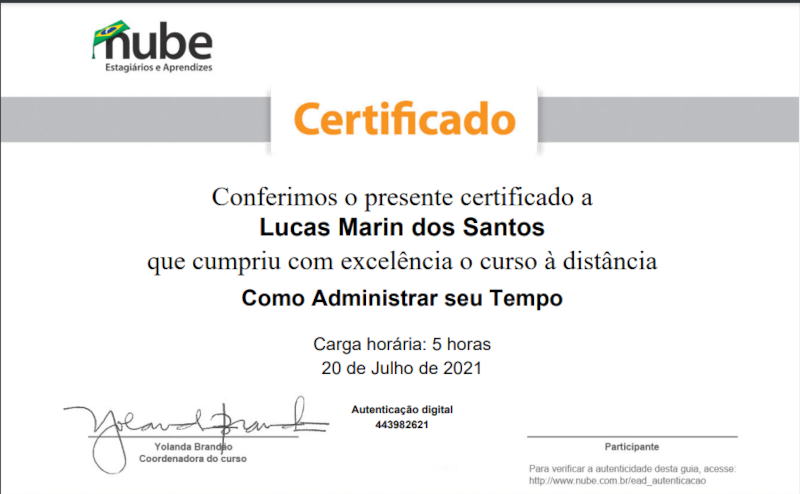 nube
Estagiários e Aprendizes
Certificado
Conferimos o presente certificado a
Lucas Marin dos Santos
que cumpriu com excelência o curso à distância
Como Administrar seu Tempo
Carga horária: 5 horas
20 de Julho de 2021
Yolanda Brandão
Autenticação digital
443982621
Yolanda Brandão
Coordenadora do curso
Participante
Para verificar a autenticidade desta guia, acesse:
http://www.nube.com.br/ead_autenticacao